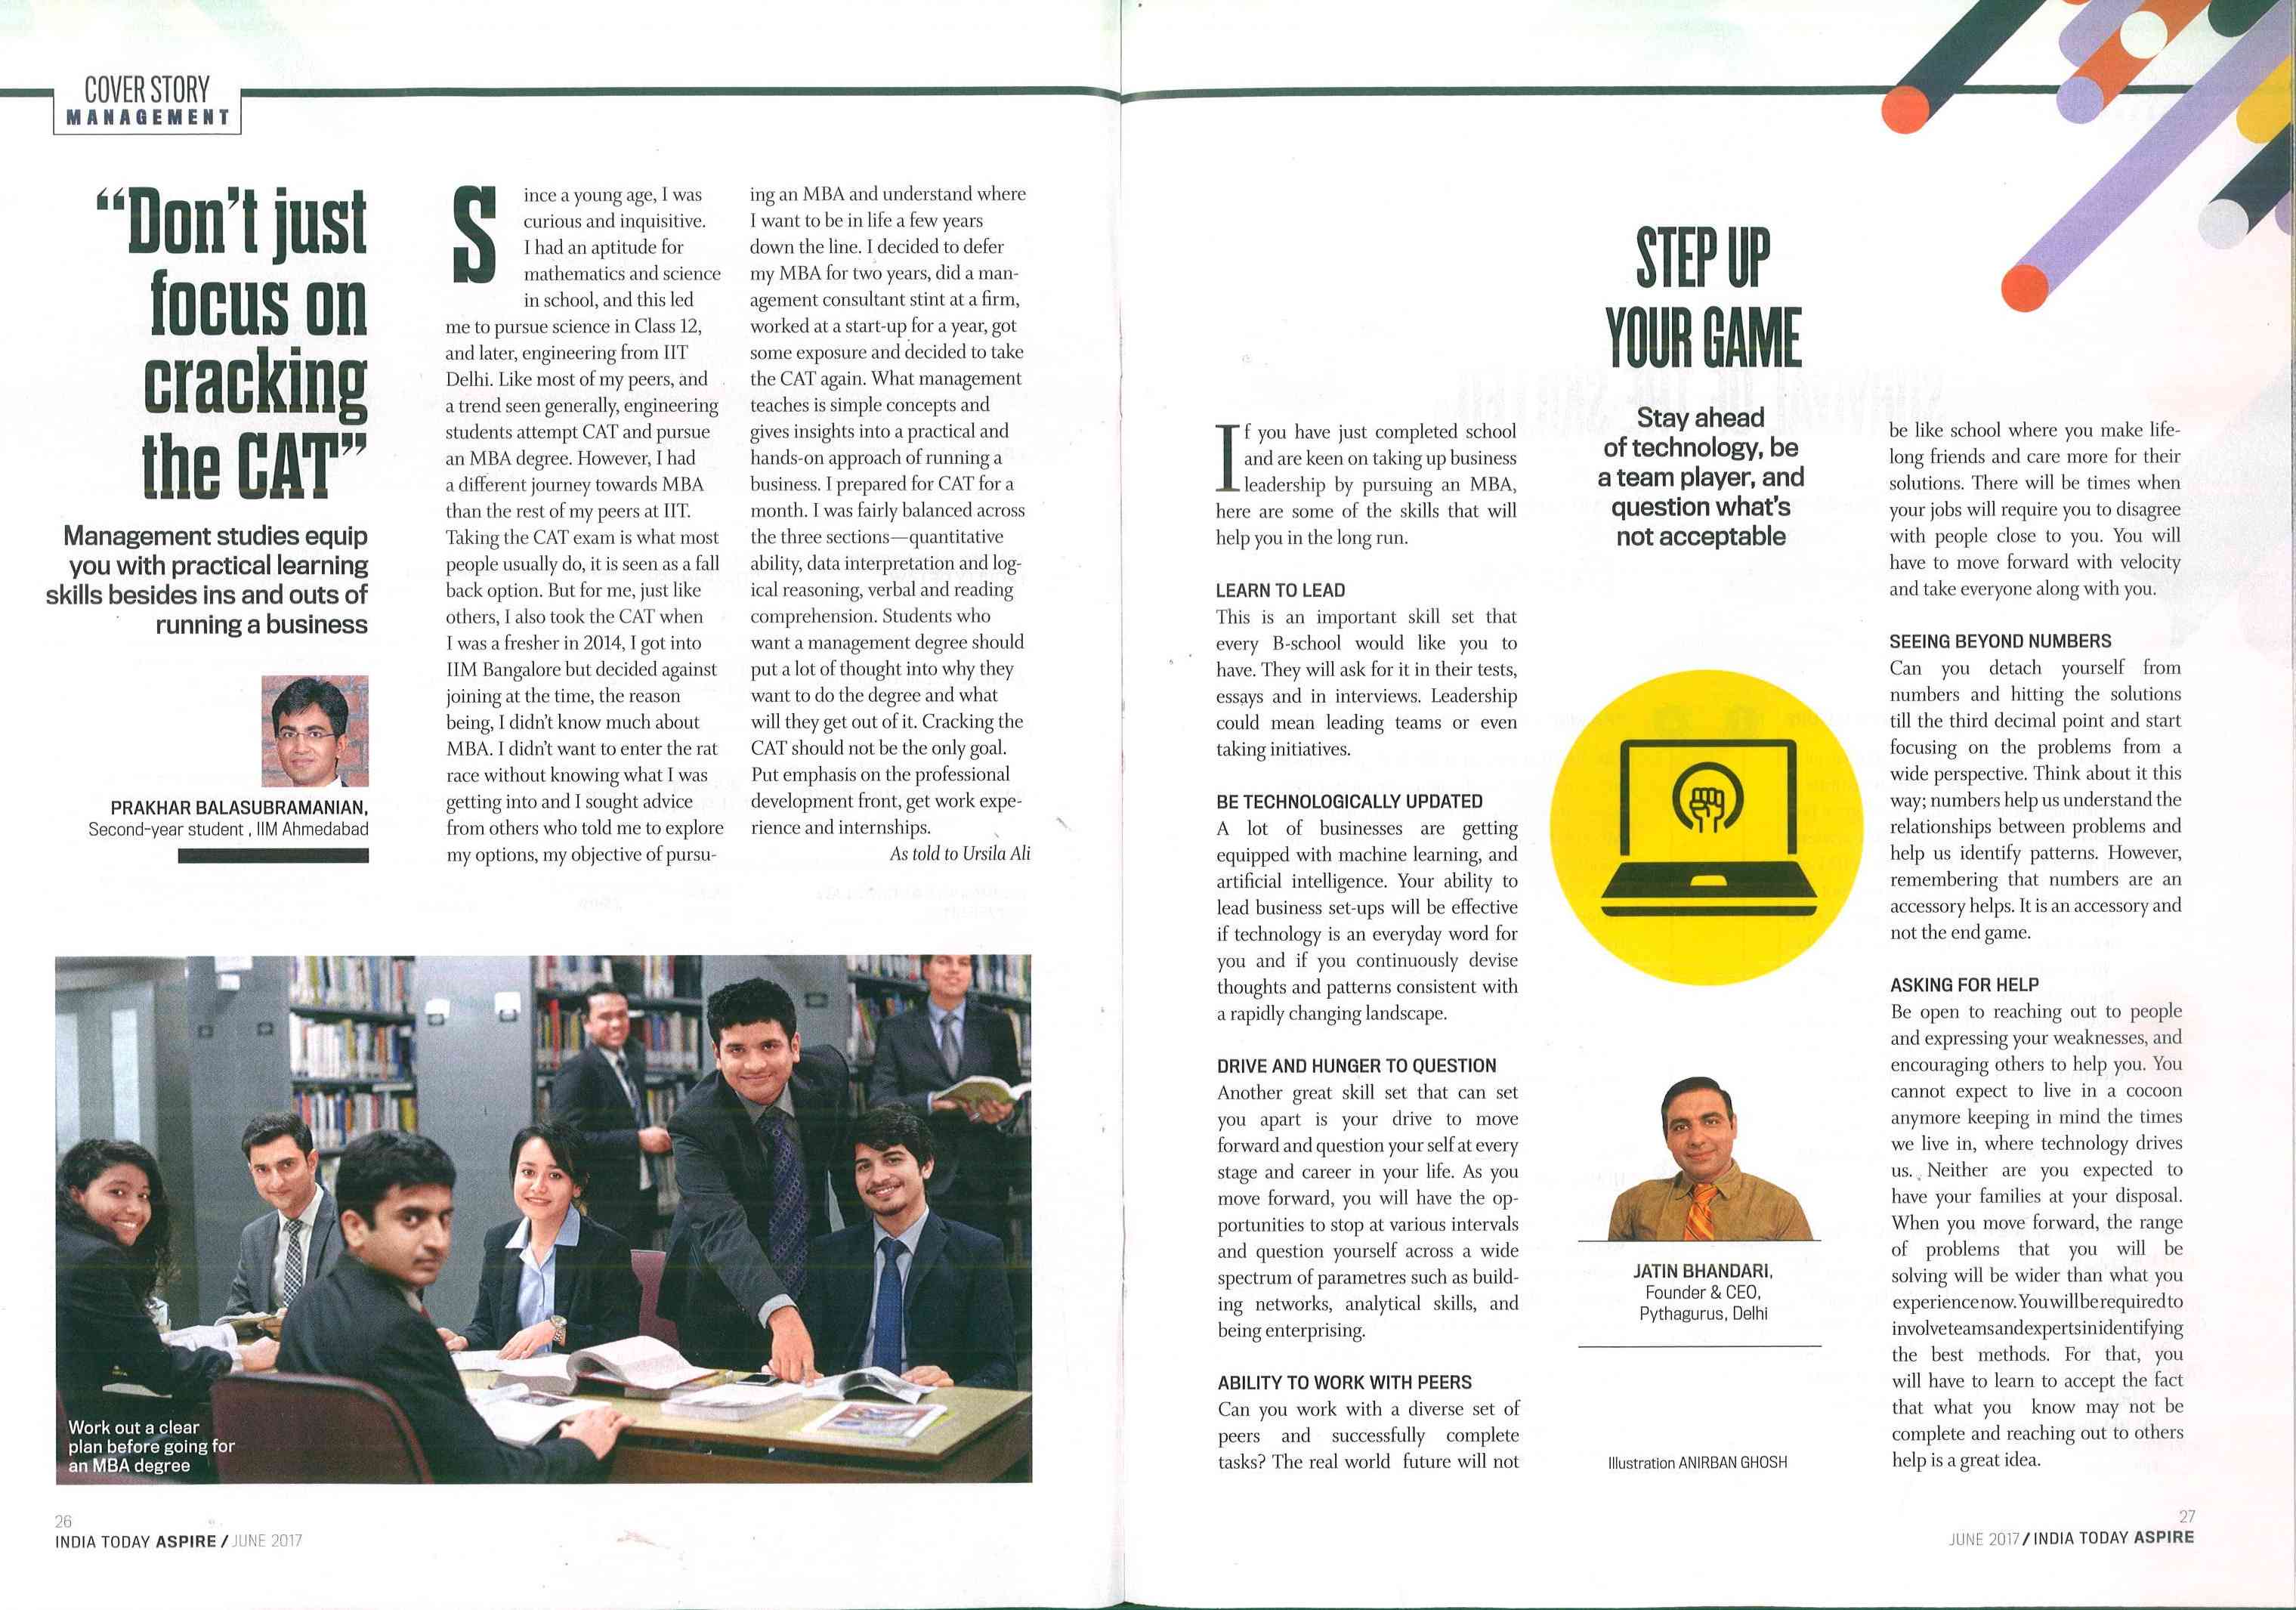 COVER STORY
MANAGEMENT
“Don’t just
focus on
cracking
the CAT”
Management studies equip
you with practical learning
skills besides ins and outs of
running a business
PRAKHAR BALASUBRAMANIAN,
Second-year student , IIM Ahmedabad
Since a young age, I was
curious and inquisitive.
I had an aptitude for
mathematics and science
in school, and this led
me to pursue science in Class 12,
and later, engineering from IIT
Delhi. Like most of my peers, and
a trend seen generally, engineering
students attempt CAT and pursue
an MBA degree. However, I had
a different journey towards MBA
than the rest of my peers at IIT.
Taking the CAT exam is what most
people usually do, it is seen as a fall
back option. But for me, just like
others, I also took the CAT when
I was a fresher in 2014, I got into
IIM Bangalore but decided against
joining at the time, the reason
being, I didn’t know much about
MBA. I didn’t want to enter the rat
race without knowing what I was
getting into and I sought advice
from others who told me to explore
my options, my objective of pursu-
ing an MBA and understand where
I want to be in life a few years
down the line. I decided to defer
my MBA for two years, did a man-
agement consultant stint at a firm,
worked at a start-up for a year, got
some exposure and decided to take
the CAT again. What management
teaches is simple concepts and
gives insights into a practical and
hands-on approach of running a
business. I prepared for CAT for a
month. I was fairly balanced across
the three sections—quantitative
ability, data interpretation and log-
ical reasoning, verbal and reading
comprehension. Students who
want a management degree should
put a lot of thought into why they
want to do the degree and what
will they get out of it. Cracking the
CAT should not be the only goal.
Put emphasis on the professional
development front, get work expe-
rience and internships.
As told to Ursila Ali
Work out a clear
plan before going for
an MBA degree
26
INDIA TODAY ASPIRE / JUNE 2017
STEP UP
YOUR GAME
Stay ahead
of technology, be
a team player, and
question what’s
not acceptable
If you have just completed school
and are keen on taking up business
leadership by pursuing an MBA,
here are some of the skills that will
help you in the long run.
LEARN TO LEAD
This is an important skill set that
every B-school would like you to
have. They will ask for it in their tests,
essays and in interviews. Leadership
could mean leading teams or even
taking initiatives.
BE TECHNOLOGICALLY UPDATED
A lot of businesses are getting
equipped with machine learning, and
artificial intelligence. Your ability to
lead business set-ups will be effective
if technology is an everyday word for
you and if you continuously devise
thoughts and patterns consistent with
a rapidly changing landscape.
DRIVE AND HUNGER TO QUESTION
Another great skill set that can set
you apart is your drive to move
forward and question your self at every
stage and career in your life. As you
move forward, you will have the op-
portunities to stop at various intervals
and question yourself across a wide
spectrum of parametres such as build-
ing networks, analytical skills, and
being enterprising.
ABILITY TO WORK WITH PEERS
Can you work with a diverse set of
peers and successfully complete
tasks? The real world future will not
be like school where you make life-
long friends and care more for their
solutions. There will be times when
your jobs will require you to disagree
with people close to you. You will
have to move forward with velocity
and take everyone along with you.
SEEING BEYOND NUMBERS
Can you detach yourself from
numbers and hitting the solutions
till the third decimal point and start
focusing on the problems from a
wide perspective. Think about it this
way; numbers help us understand the
relationships between problems and
help us identify patterns. However,
remembering that numbers are an
accessory helps. It is an accessory and
not the end game.
ASKING FOR HELP
Be open to reaching out to people
and expressing your weaknesses, and
encouraging others to help you. You
cannot expect to live in a cocoon
anymore keeping in mind the times
we live in, where technology drives
us. Neither are you expected to
have your families at your disposal.
When you move forward, the range
of problems that you will be
solving will be wider than what you
experience now. You will be required to
involve teams and experts in identifying
the best methods. For that, you
will have to learn to accept the fact
that what you know may not be
complete and reaching out to others
help is a great idea.
JATIN BHANDARI,
Founder & CEO,
Pythagurus, Delhi
Illustration ANIRBAN GHOSH
27
JUNE 2017 / INDIA TODAY ASPIRE